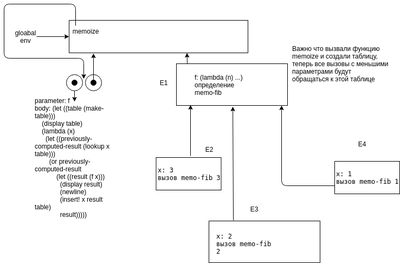 gloabal
env
memoize
Важно что вызвали функцию
memoize и создали таблицу,
теперь все вызовы с меньшими
параметрами будут
обращаться к этой таблице
E1
f: (lambda (n) ...)
определение
memo-fib
parameter: f
body: (let ((table (make-
table)))
(display table)
(lambda (x)
(let ((previously-
computed-result (lookup x
table)))
(or previously-
computed-result
(let ((result (f x)))
(display result)
(newline)
(insert! x result
table)
result)))))
E2
x: 3
вызов memo-fib 3
E4
x: 1
вызов memo-fib 1
E3
x: 2
вызов memo-fib
2